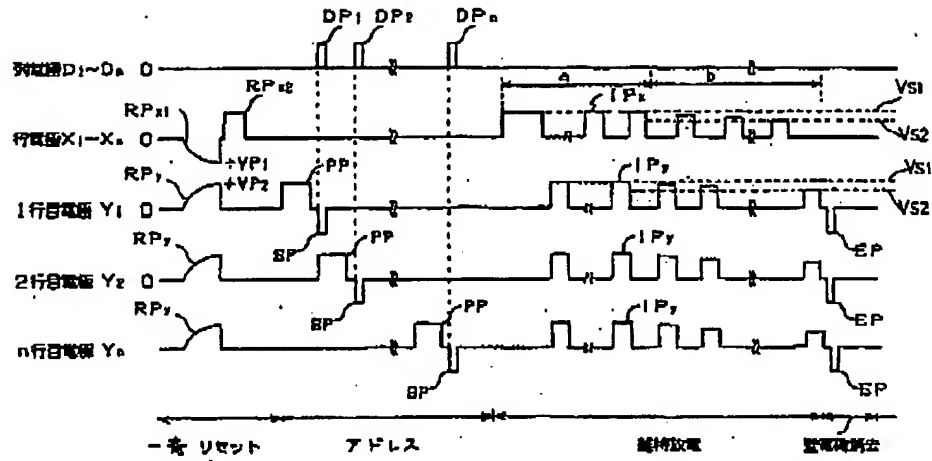 DP1 DP2 DPn
列電極D1~Dn 0
a b
RPx1 RPx2 IPx VS1
行電極X1~Xn 0
VS2
-VP1
+VP2
RPy PP IPy VS1
1行目電極 Y1 0
VS2
SP EP
RPy PP IPy
2行目電極 Y2 0
SP EP
RPy PP IPy
n行目電極 Yn
SP EP
一斉 リセット アドレス 維持放電 壁電荷消去